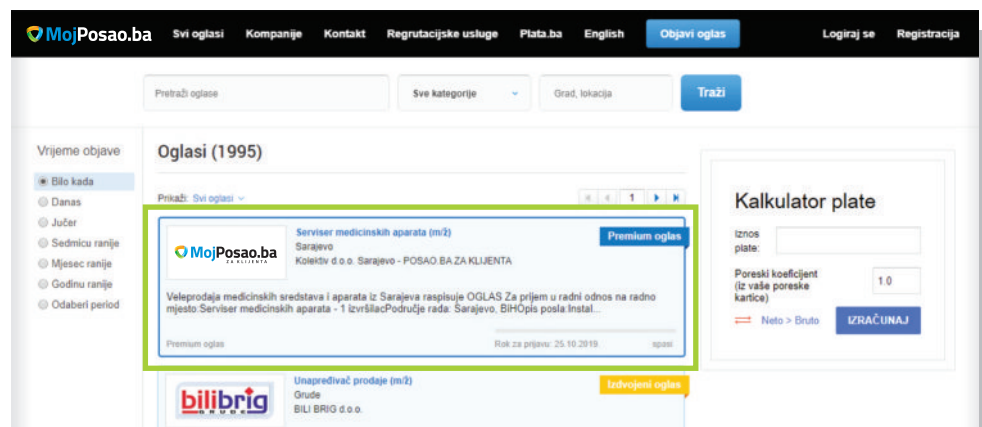 MojPosao.ba Svi oglasi Kompanije Kontakt Regrutacijske usluge Plata.ba English Objavi oglas Logiraj se Registracija
Pretraži oglase Sve kategorije Grad, lokacija Traži
Vrijeme objave
Bilo kada
Danas
Jučer
Sedmicu ranije
Mjesec ranije
Godinu ranije
Odaberi period
Oglasi (1995)
Prikaži: Svi oglasi 1
MojPosao.ba
ZA KLIJENTA
Serviser medicinskih aparata (m/ž)
Premium oglas
Sarajevo
Kolektiv d.o.o. Sarajevo - POSAO.BA ZA KLIJENTA
Veleprodaja medicinskih sredstava i aparata iz Sarajeva raspisuje OGLAS Za prijem u radni odnos na radno
mjesto:Serviser medicinskih aparata - 1 izvršilacPodručje rada: Sarajevo, BiHOpis posla:Instal...
Premium oglas Rok za prijavu: 25.10.2019. spasi
bilibrig
GRUDE
Unapređivač prodaje (m/ž)
Izdvojeni oglas
Grude
BILI BRIG d.o.o.
Kalkulator plate
Iznos
plate:
Poreski koeficijent
(iz vaše poreske
kartice)
1.0
Neto > Bruto IZRAČUNAJ